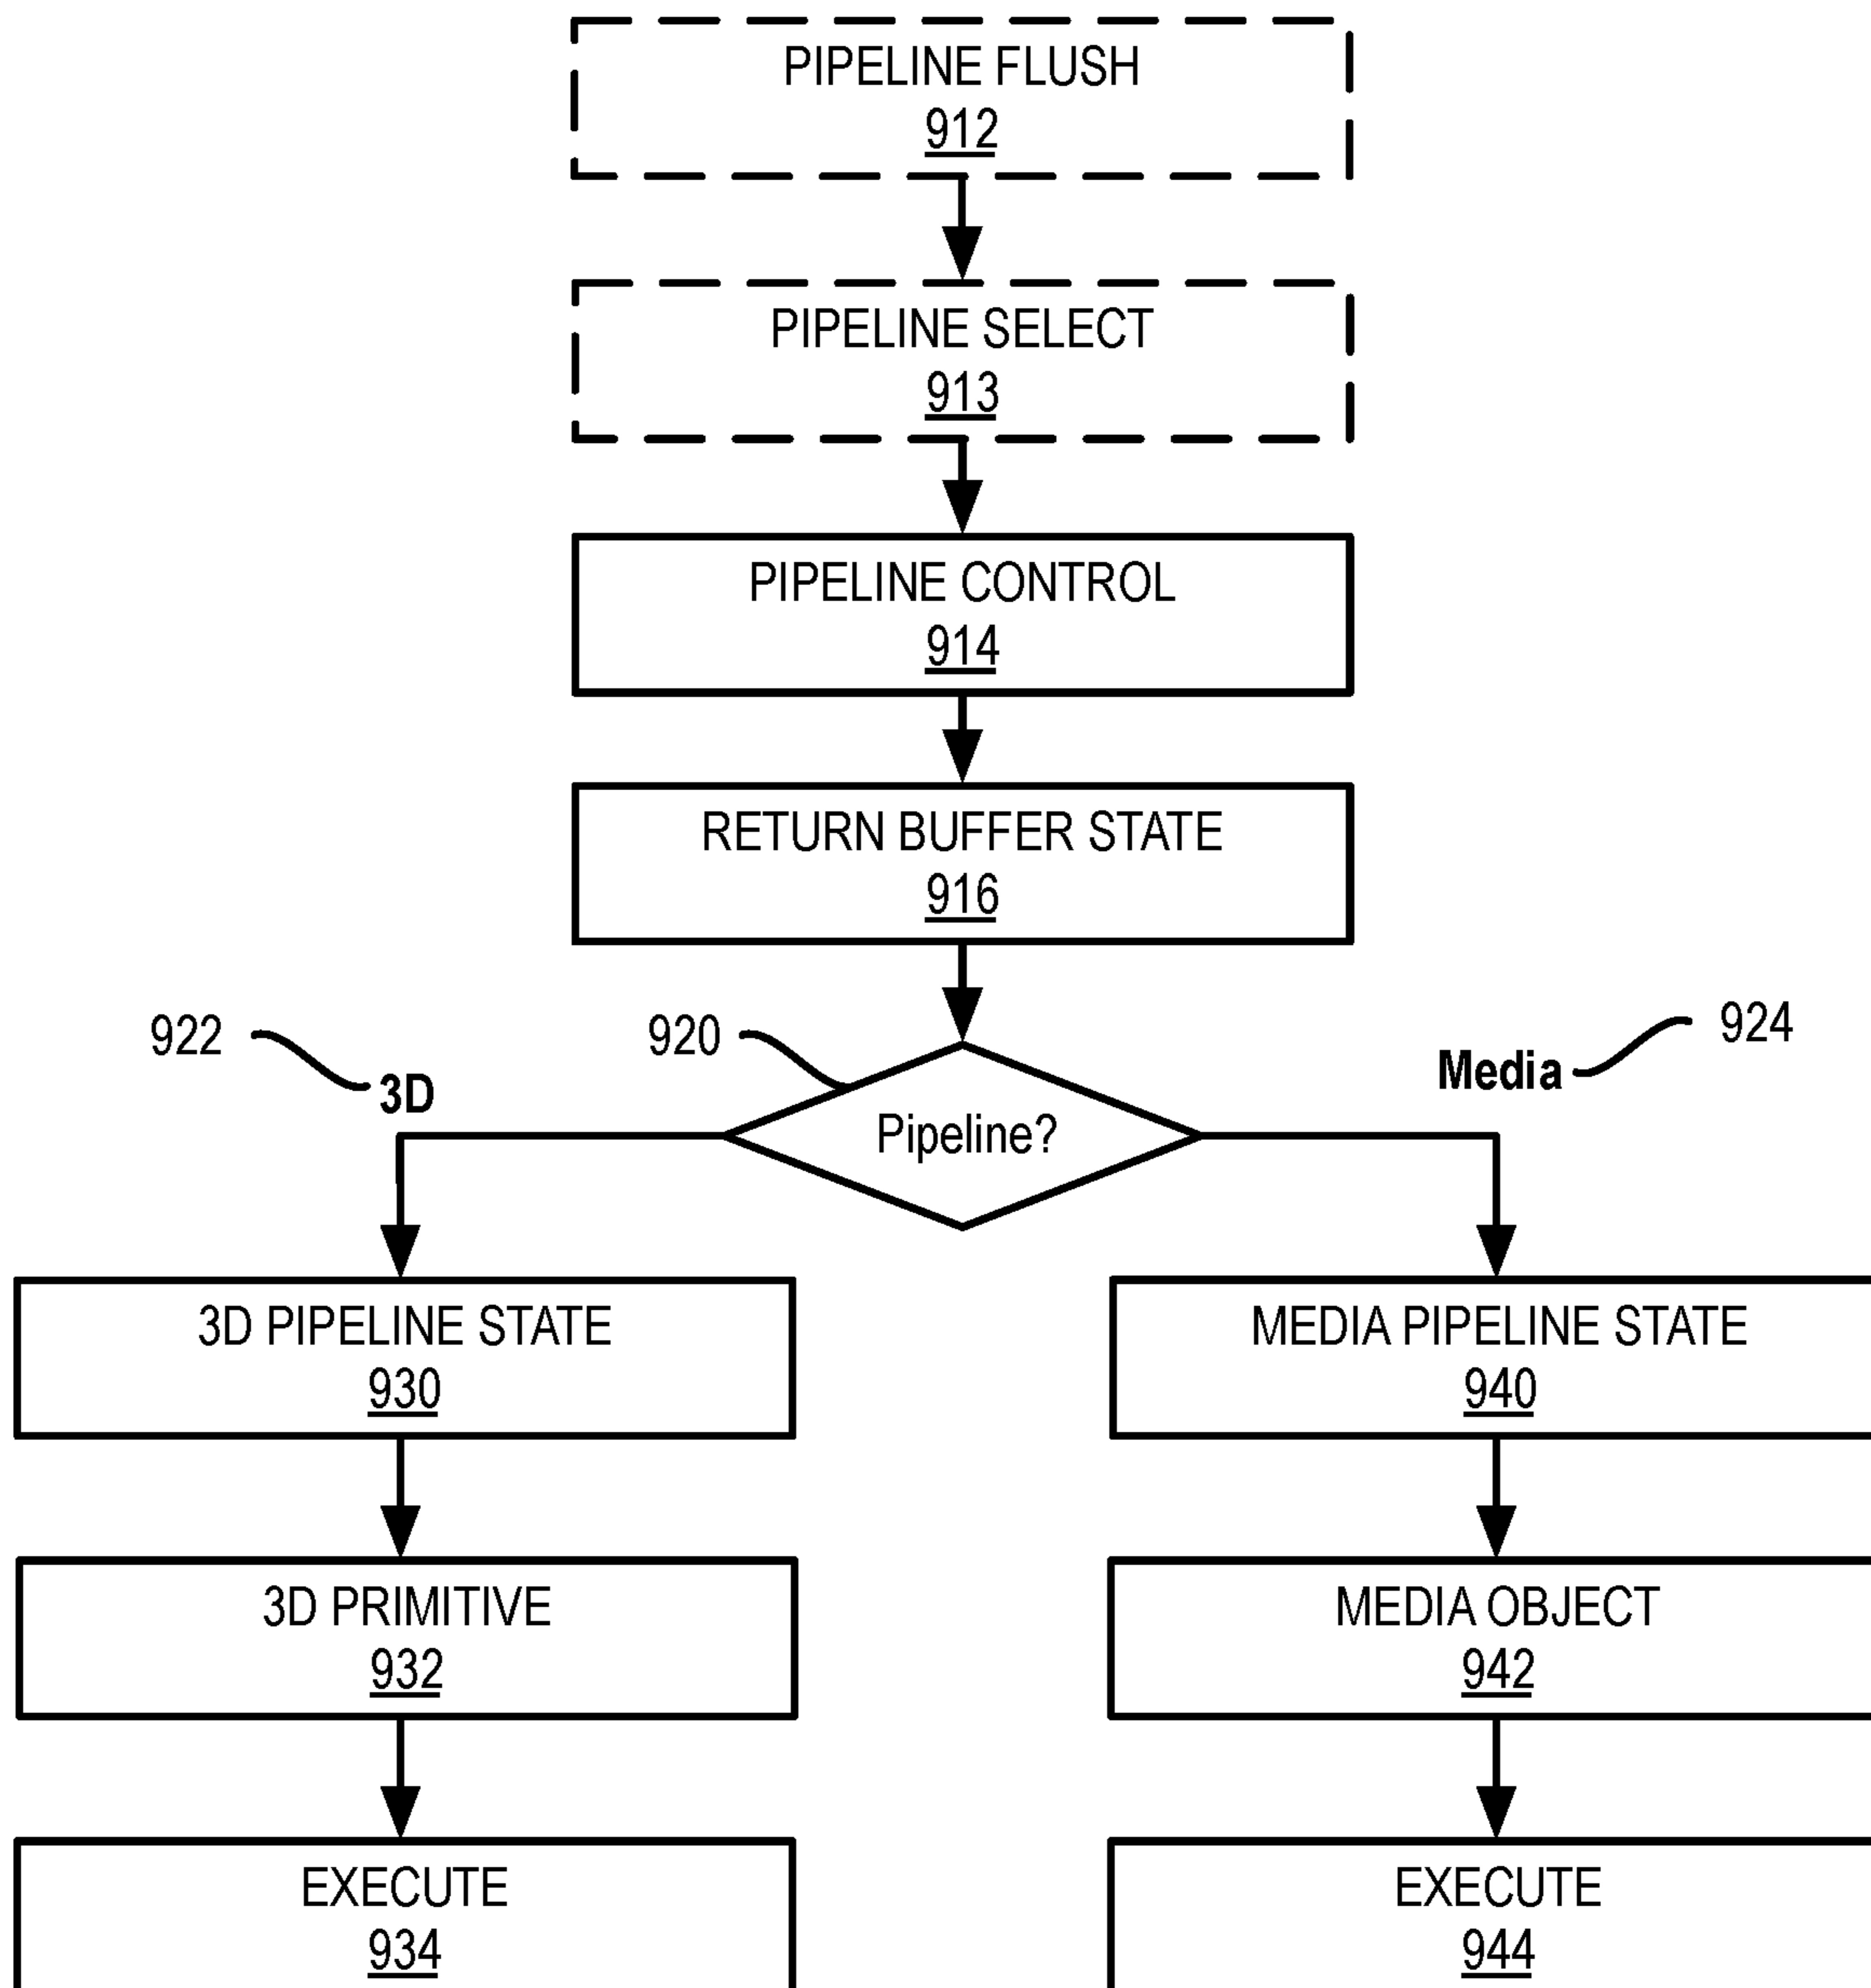 PIPELINE FLUSH
912
PIPELINE SELECT
913
PIPELINE CONTROL
914
RETURN BUFFER STATE
916
922
920
924
3D
Media
Pipeline?
3D PIPELINE STATE
930
MEDIA PIPELINE STATE
940
3D PRIMITIVE
932
MEDIA OBJECT
942
EXECUTE
934
EXECUTE
944